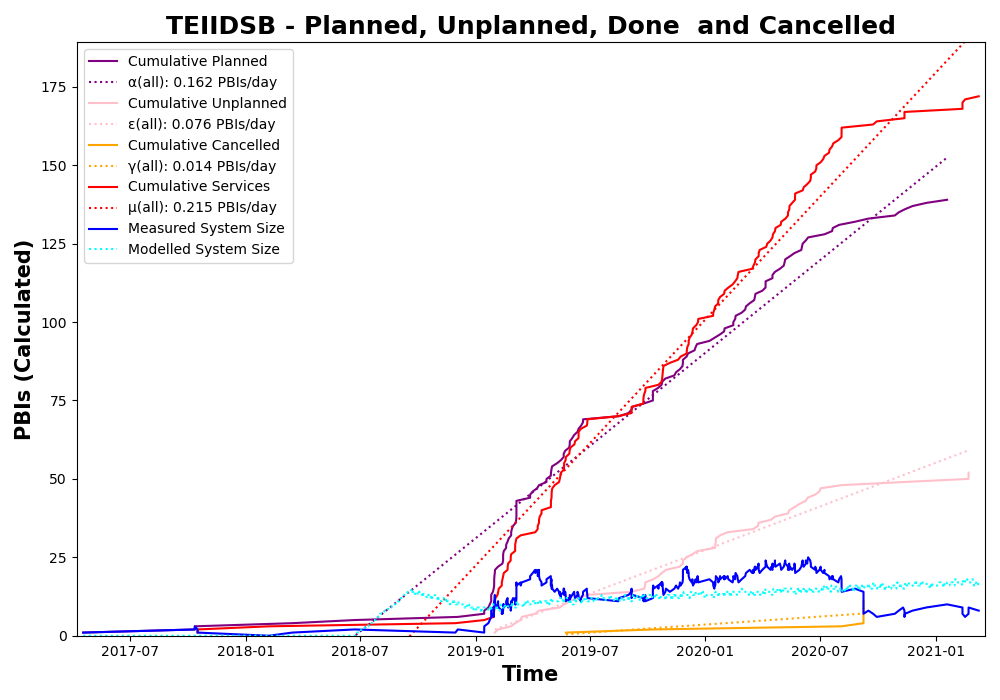 TEIIDSB - Planned, Unplanned, Done  and Cancelled
Cumulative Planned
α(all): 0.162 PBIs/day
Cumulative Unplanned
ε(all): 0.076 PBIs/day
Cumulative Cancelled
γ(all): 0.014 PBIs/day
Cumulative Services
μ(all): 0.215 PBIs/day
Measured System Size
Modelled System Size
PBIs (Calculated)
175
150
125
100
75
50
25
0
2017-07
2018-01
2018-07
2019-01
2019-07
2020-01
2020-07
2021-01
Time